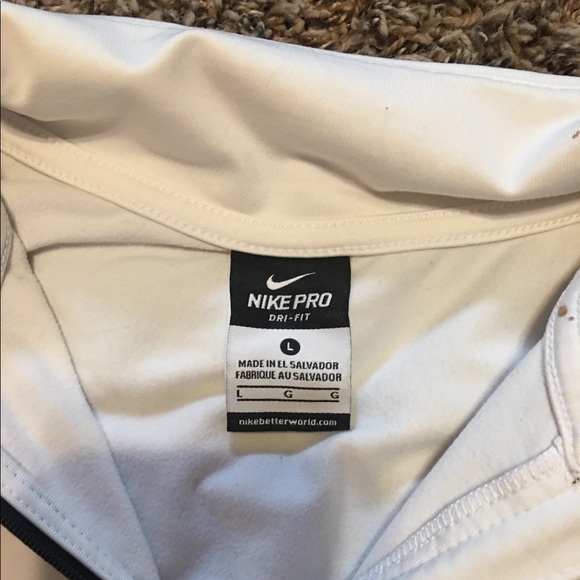 NIKE PRO
DRI-FIT
L
MADE IN EL SALVADOR
FABRIQUE AU SALVADOR
L G G
nikebetterworld.com